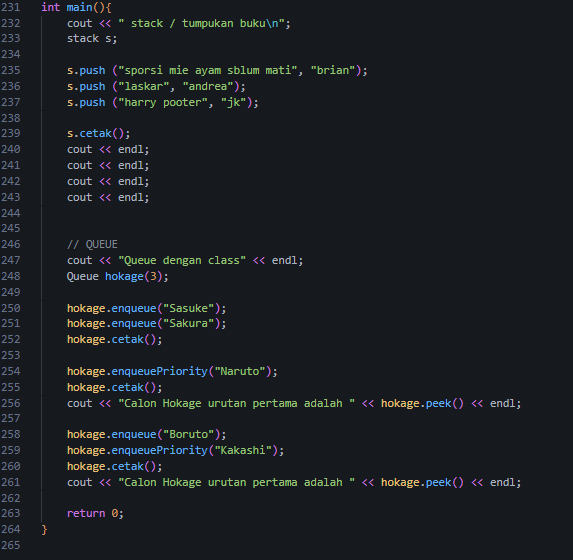 231 int main(){
232 cout << " stack / tumpukan buku\n";
233 stack s;
234
235 s.push ("sporsi mie ayam sblum mati", "brian");
236 s.push ("laskar", "andrea");
237 s.push ("harry pooter", "jk");
238
239 s.cetak();
240 cout << endl;
241 cout << endl;
242 cout << endl;
243 cout << endl;
244
245
246 // QUEUE
247 cout << "Queue dengan class" << endl;
248 Queue hokage(3);
249
250 hokage.enqueue("Sasuke");
251 hokage.enqueue("Sakura");
252 hokage.cetak();
253
254 hokage.enqueuePriority("Naruto");
255 hokage.cetak();
256 cout << "Calon Hokage urutan pertama adalah " << hokage.peek() << endl;
257
258 hokage.enqueue("Boruto");
259 hokage.enqueuePriority("Kakashi");
260 hokage.cetak();
261 cout << "Calon Hokage urutan pertama adalah " << hokage.peek() << endl;
262
263 return 0;
264 }
265